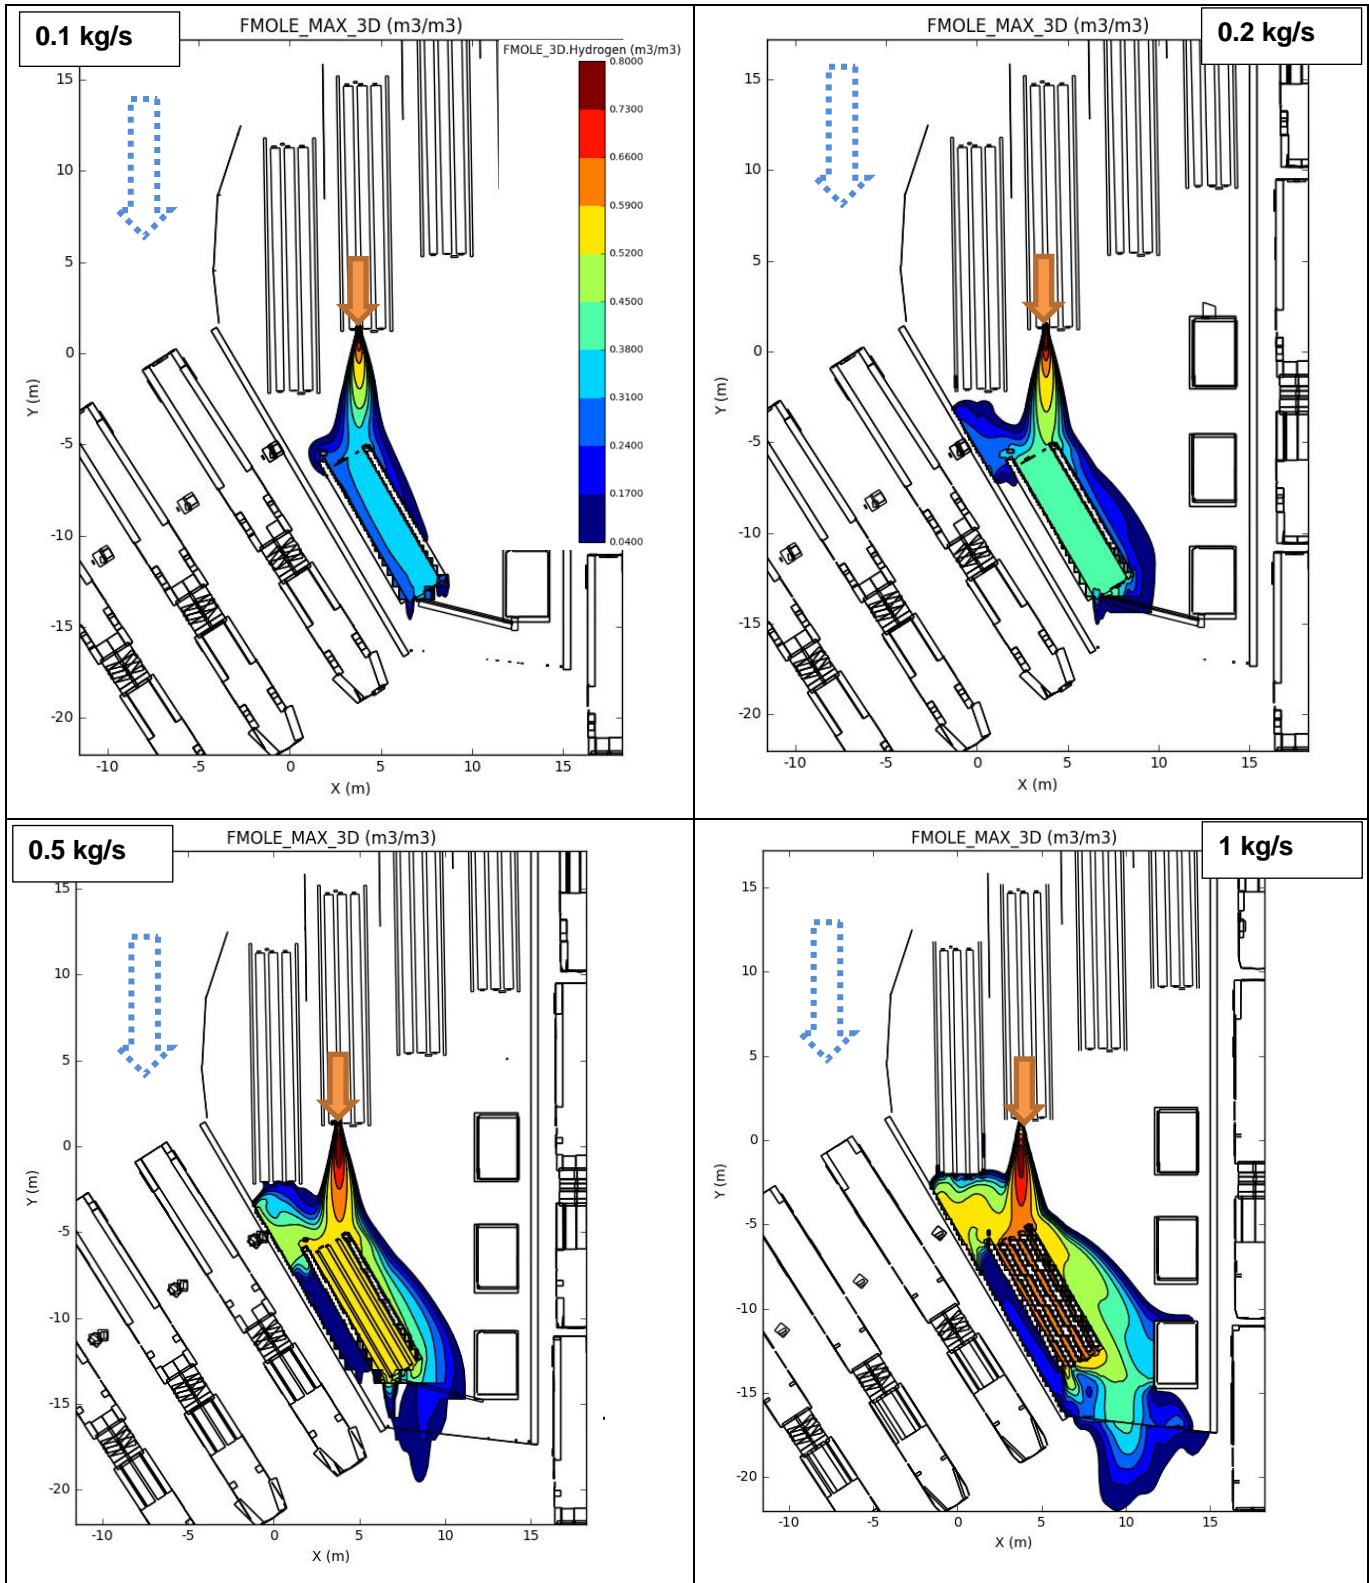 0.1 kg/s
FMOLE_MAX_3D (m3/m3)
FMOLE_3D.Hydrogen (m3/m3)
0.8000
0.7300
0.6600
0.5900
0.5200
0.4500
0.3800
0.3100
0.2400
0.1700
0.0400
15
10
5
0
-5
-10
-15
-20
Y (m)
-10 -5 0 5 10 15
X (m)
0.2 kg/s
FMOLE_MAX_3D (m3/m3)
15
10
5
0
-5
-10
-15
-20
Y (m)
-10 -5 0 5 10 15
X (m)
0.5 kg/s
FMOLE_MAX_3D (m3/m3)
15
10
5
0
-5
-10
-15
-20
Y (m)
-10 -5 0 5 10 15
X (m)
1 kg/s
FMOLE_MAX_3D (m3/m3)
15
10
5
0
-5
-10
-15
-20
Y (m)
-10 -5 0 5 10 15
X (m)